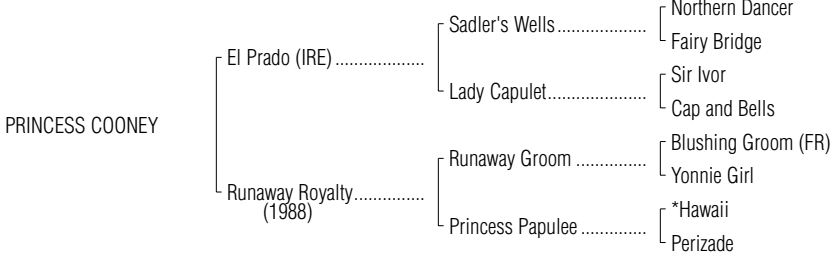 Northern Dancer
Sadler's Wells....................
Fairy Bridge
El Prado (IRE) ....................
Sir Ivor
Lady Capulet......................
Cap and Bells
PRINCESS COONEY
Blushing Groom (FR)
Runaway Groom ................
Yonnie Girl
Runaway Royalty...............
(1988)
*Hawaii
Princess Papulee ...............
Perizade